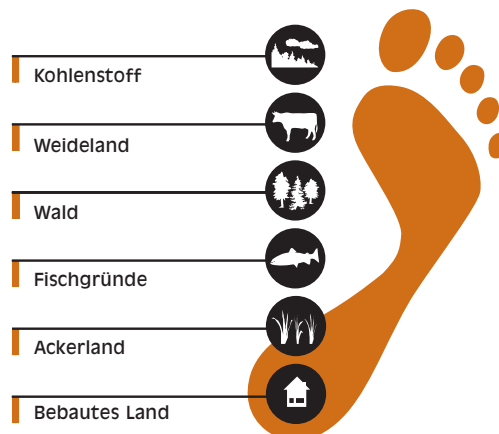 Kohlenstoff
Weideland
Wald
Fischgründe
Ackerland
Bebautes Land